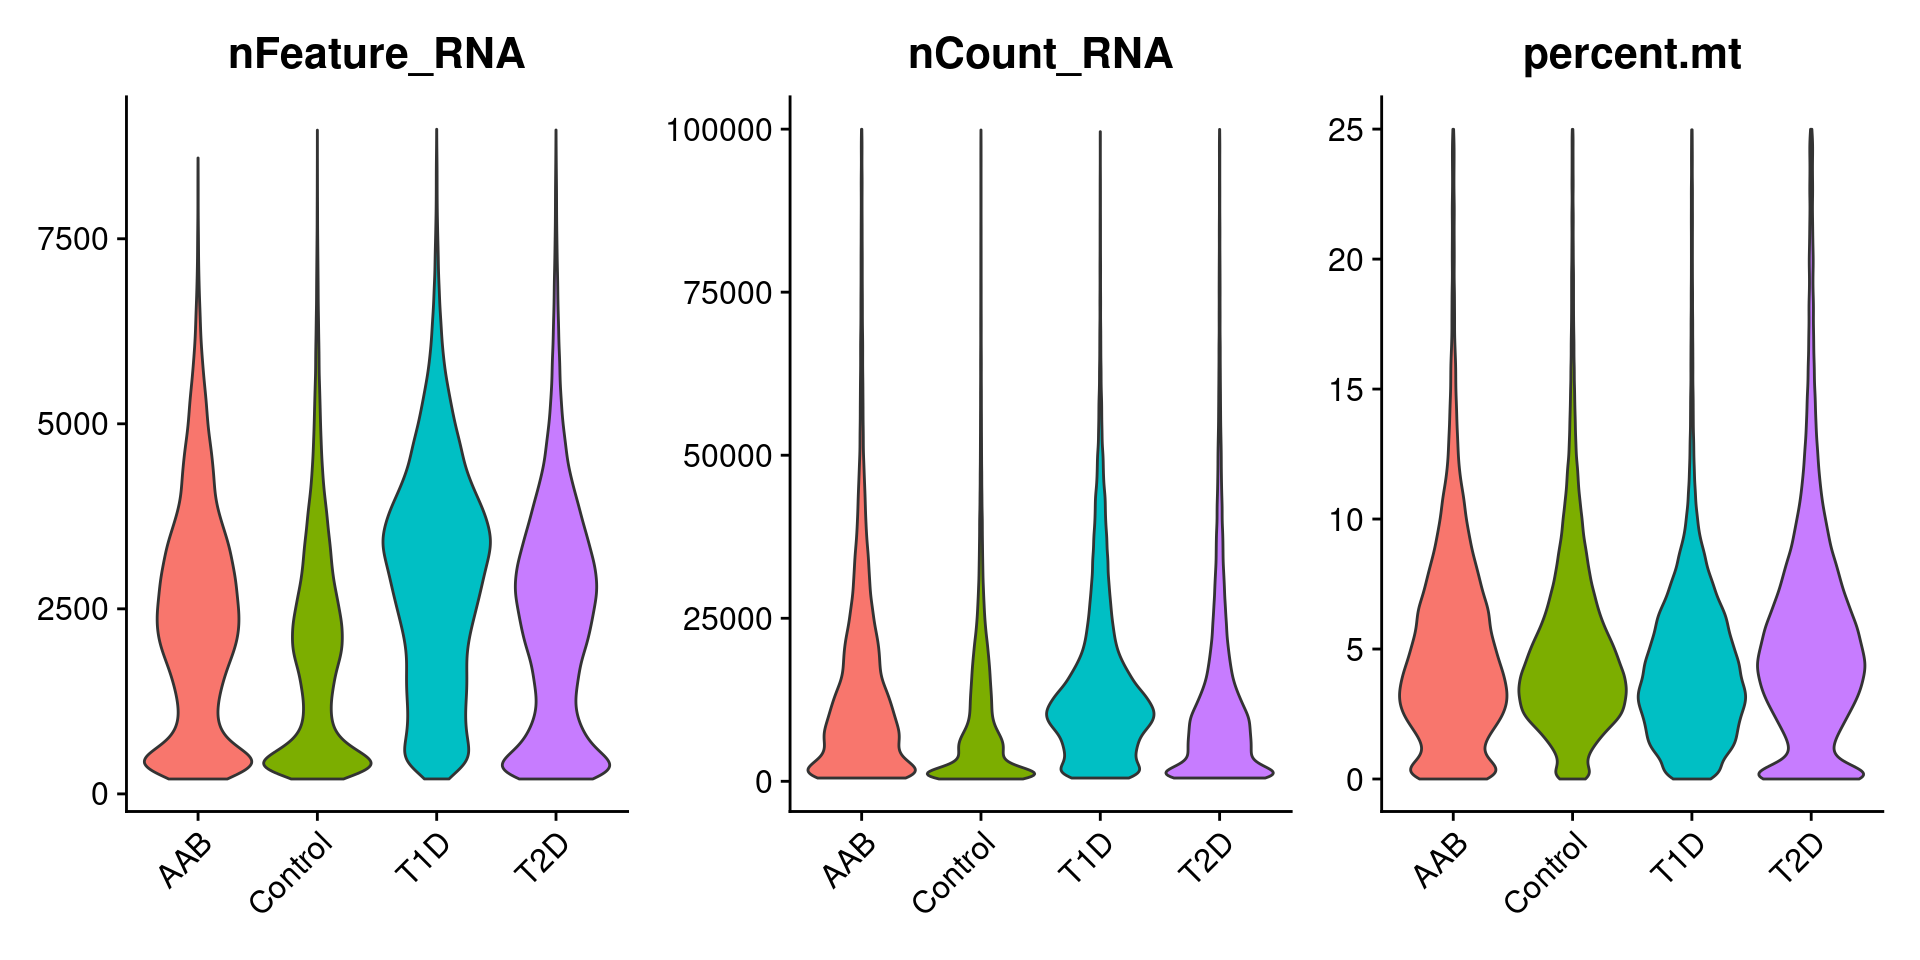 nFeature_RNA
7500
5000
2500
0
AAB
Control
T1D
T2D
nCount_RNA
100000
75000
50000
25000
0
AAB
Control
T1D
T2D
percent.mt
25
20
15
10
5
0
AAB
Control
T1D
T2D